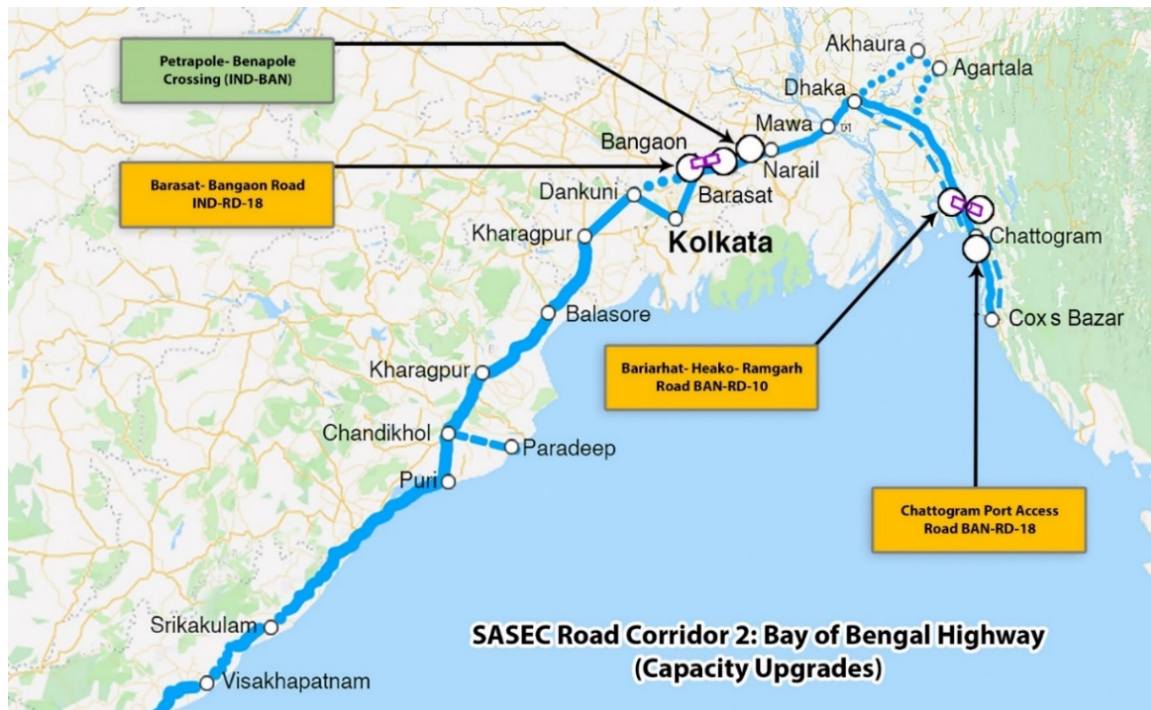 Petrapole- Benapole
Crossing (IND-BAN)
Akhaura
Agartala
Dhaka
Mawa
Bangaon
Narail
Barasat- Bangaon Road
IND-RD-18
Dankuni
Barasat
Kharagpur
Kolkata
Chattogram
Balasore
Cox s Bazar
Bariarhat- Heako- Ramgarh
Road BAN-RD-10
Kharagpur
Chandikhol
Paradeep
Puri
Chattogram Port Access
Road BAN-RD-18
Srikakulam
SASEC Road Corridor 2: Bay of Bengal Highway
(Capacity Upgrades)
Visakhapatnam